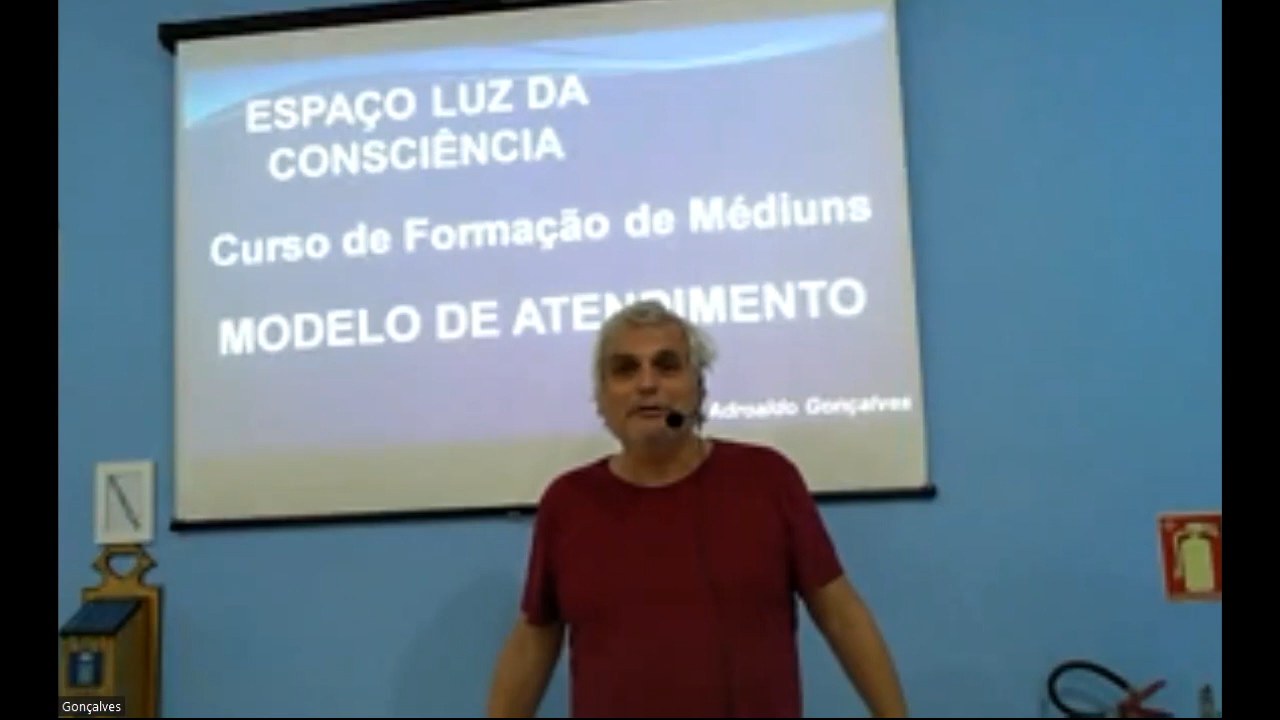 ESPAÇO LUZ DA
CONSCIÊNCIA
Curso de Formação de Médiuns
MODELO DE ATENDIMENTO
Adroaldo Gonçalves
Gonçalves